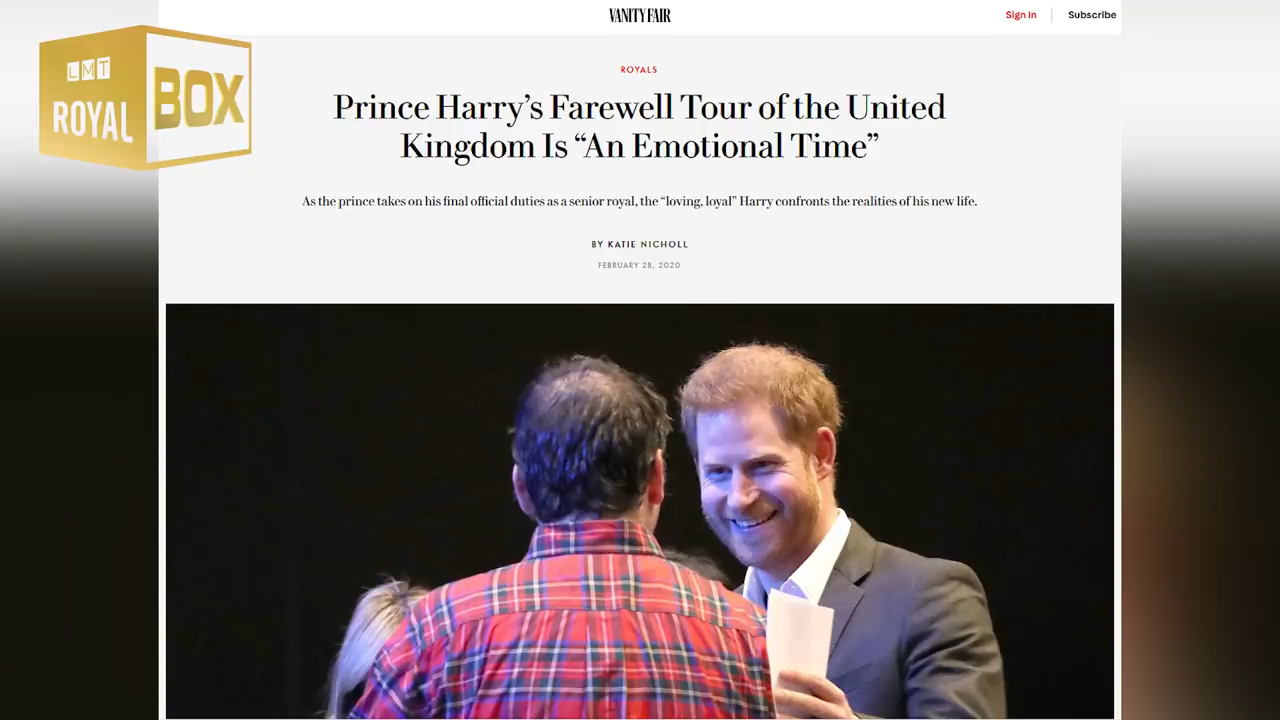 VANITY FAIR
Sign In
Subscribe
LMT
ROYAL
BOX
ROYALS
Prince Harry’s Farewell Tour of the United
Kingdom Is “An Emotional Time”
As the prince takes on his final official duties as a senior royal, the “loving, loyal” Harry confronts the realities of his new life.
BY KATIE NICHOLL
FEBRUARY 28, 2020